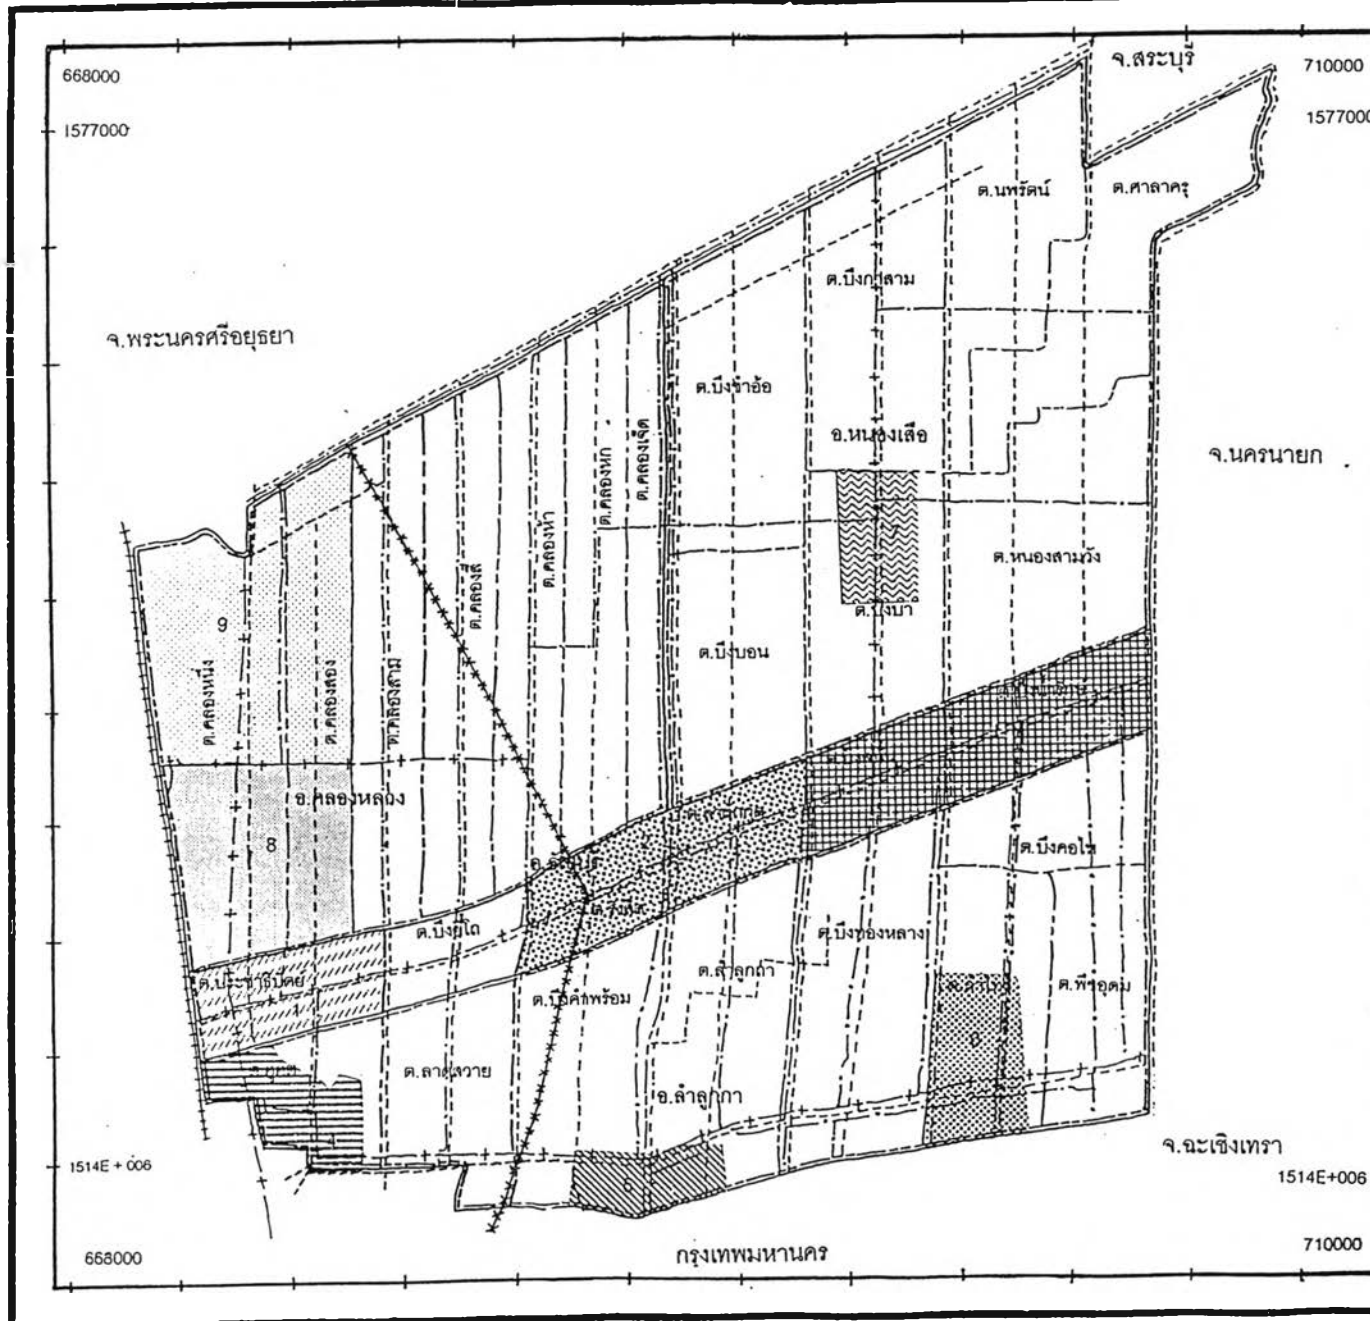 จ.สระบุรี
668000
710000
1577000
1577000
ต.นพรัตน์
ต.ศาลาครุ
ต.บึงกาสาม
จ.พระนครศรีอยุธยา
ต.บึงชำอ้อ
อ.หนองเสือ
จ.นครนายก
ต.คลองเจ็ด
ต.คลองหก
ต.คลองห้า
ต.คลองสี่
ต.คลองสาม
ต.คลองสอง
ต.คลองหนึ่ง
ต.หนองสามวัง
ต.บึงบา
9
ต.บึงบอน
อ.คลองหลวง
8
ต.บึงคอไห
ต.บึงยี่โถ
ต.บึงทองหลาง
ต.ลำลูกกา
ต.ประชาธิปัตย์
ต.บึงคำพร้อย
ต.พืชอุดม
ต.ลาดสวาย
อ.ลำลูกกา
จ.ฉะเชิงเทรา
1514E + 006
1514E+006
6
กรุงเทพมหานคร
668000
710000